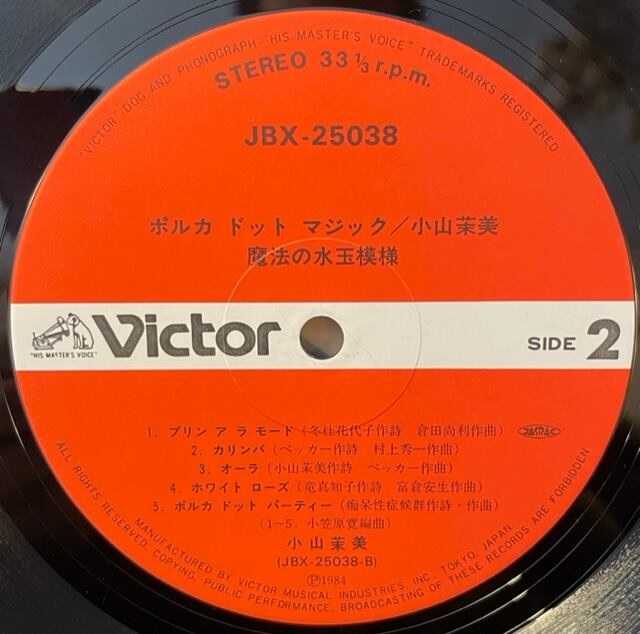 "VICTOR"-DOG AND PHONOGRAPH-"HIS MASTER'S VOICE" TRADEMARKS REGISTERED
STEREO 33 ⅓ r.p.m.
JBX-25038
ポルカ ドット マジック／小山茉美
魔法の水玉模様
"HIS MASTER'S VOICE" Victor SIDE 2
1. プリン ア ラ モード（冬杜花代子作詩 倉田尚利作曲） JASRAC
2. カリンバ（ペッカー作詩 村上秀一作曲）
3. オーラ（小山茉美作詩 ペッカー作曲）
4. ホワイト ローズ（竜真知子作詩 富倉安生作曲）
5. ポルカ ドット パーティー（痴呆性症候群作詩・作曲）
（1〜5．小笠原寛編曲）
小山茉美
(JBX-25038-B)
Ⓟ1984
MANUFACTURED BY VICTOR MUSICAL INDUSTRIES, INC. TOKYO, JAPAN.
ALL RIGHTS RESERVED. COPYING, PUBLIC PERFORMANCE, BROADCASTING OF THESE RECORDS ARE FORBIDDEN